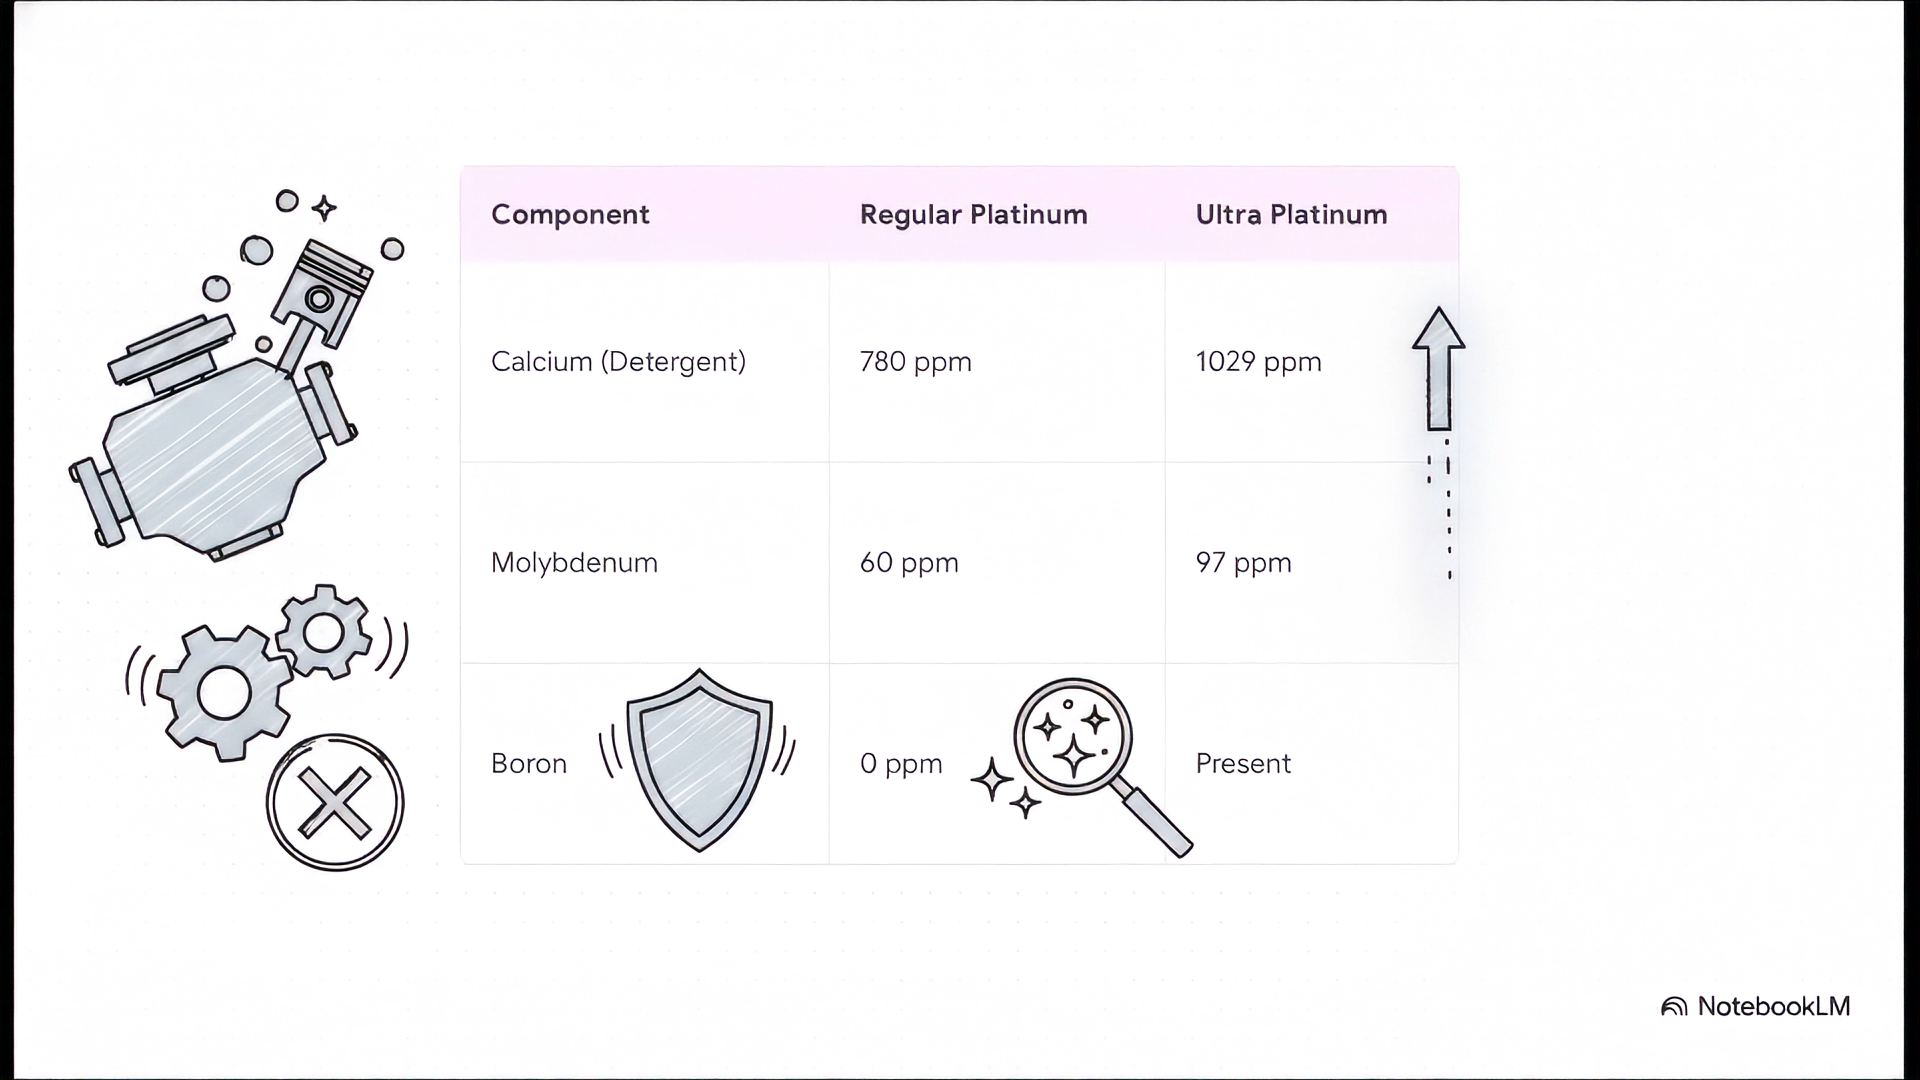 Component Regular Platinum Ultra Platinum
Calcium (Detergent) 780 ppm 1029 ppm
Molybdenum 60 ppm 97 ppm
Boron 0 ppm Present
NotebookLM